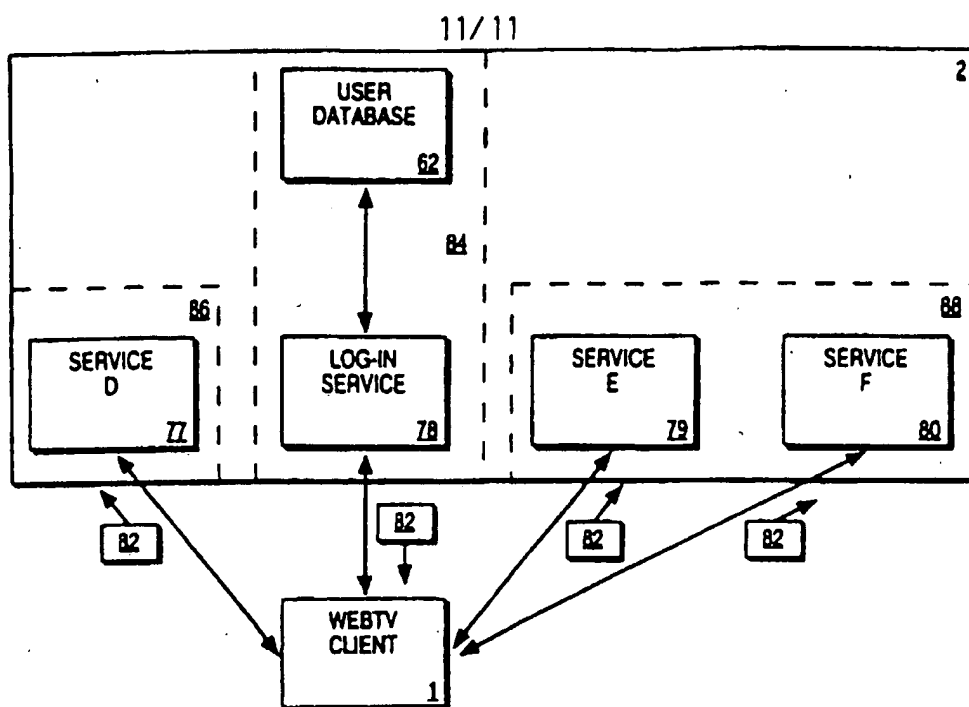 11/11
2
USER
DATABASE
62
84
86
88
SERVICE
D
77
LOG-IN
SERVICE
78
SERVICE
E
79
SERVICE
F
80
82
82
82
82
WEBTV
CLIENT
1